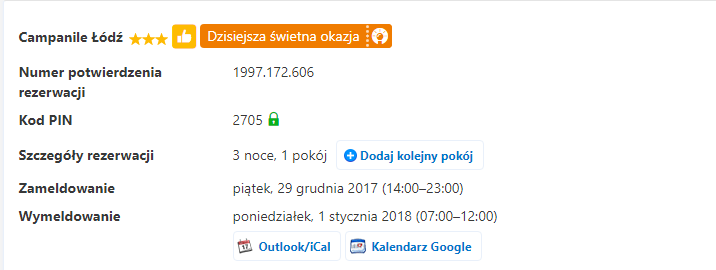 Campanile Łódź Dzisiejsza świetna okazja
Numer potwierdzenia 1997.172.606
rezerwacji
Kod PIN 2705
Szczegóły rezerwacji 3 noce, 1 pokój Dodaj kolejny pokój
Zameldowanie piątek, 29 grudnia 2017 (14:00–23:00)
Wymeldowanie poniedziałek, 1 stycznia 2018 (07:00–12:00)
17 Outlook/iCal Kalendarz Google